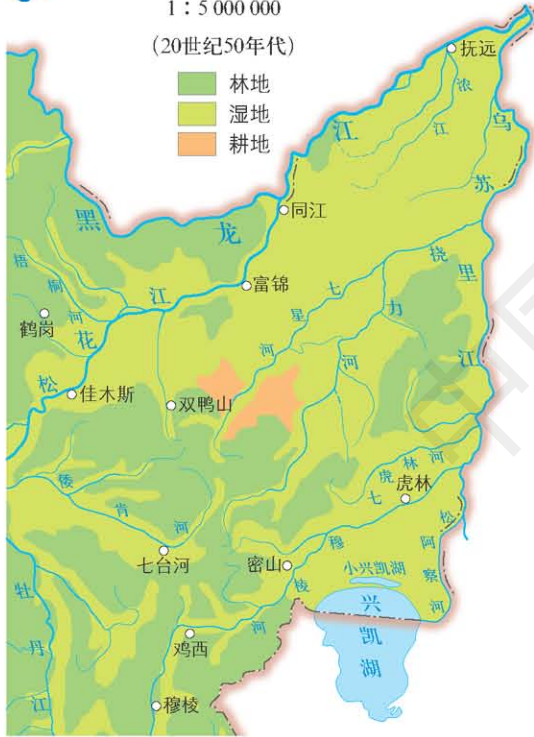 1：5 000 000
(20世纪50年代)
林地
湿地
耕地
抚远
浓江
乌苏里江
黑龙江
同江
富锦
梧桐河
鹤岗
松花江
佳木斯
双鸭山
七星河
挠力河
倭肯河
七台河
七虎林河
虎林
穆棱河
密山
小兴凯湖
兴凯湖
松阿察河
牡丹江
鸡西
穆棱